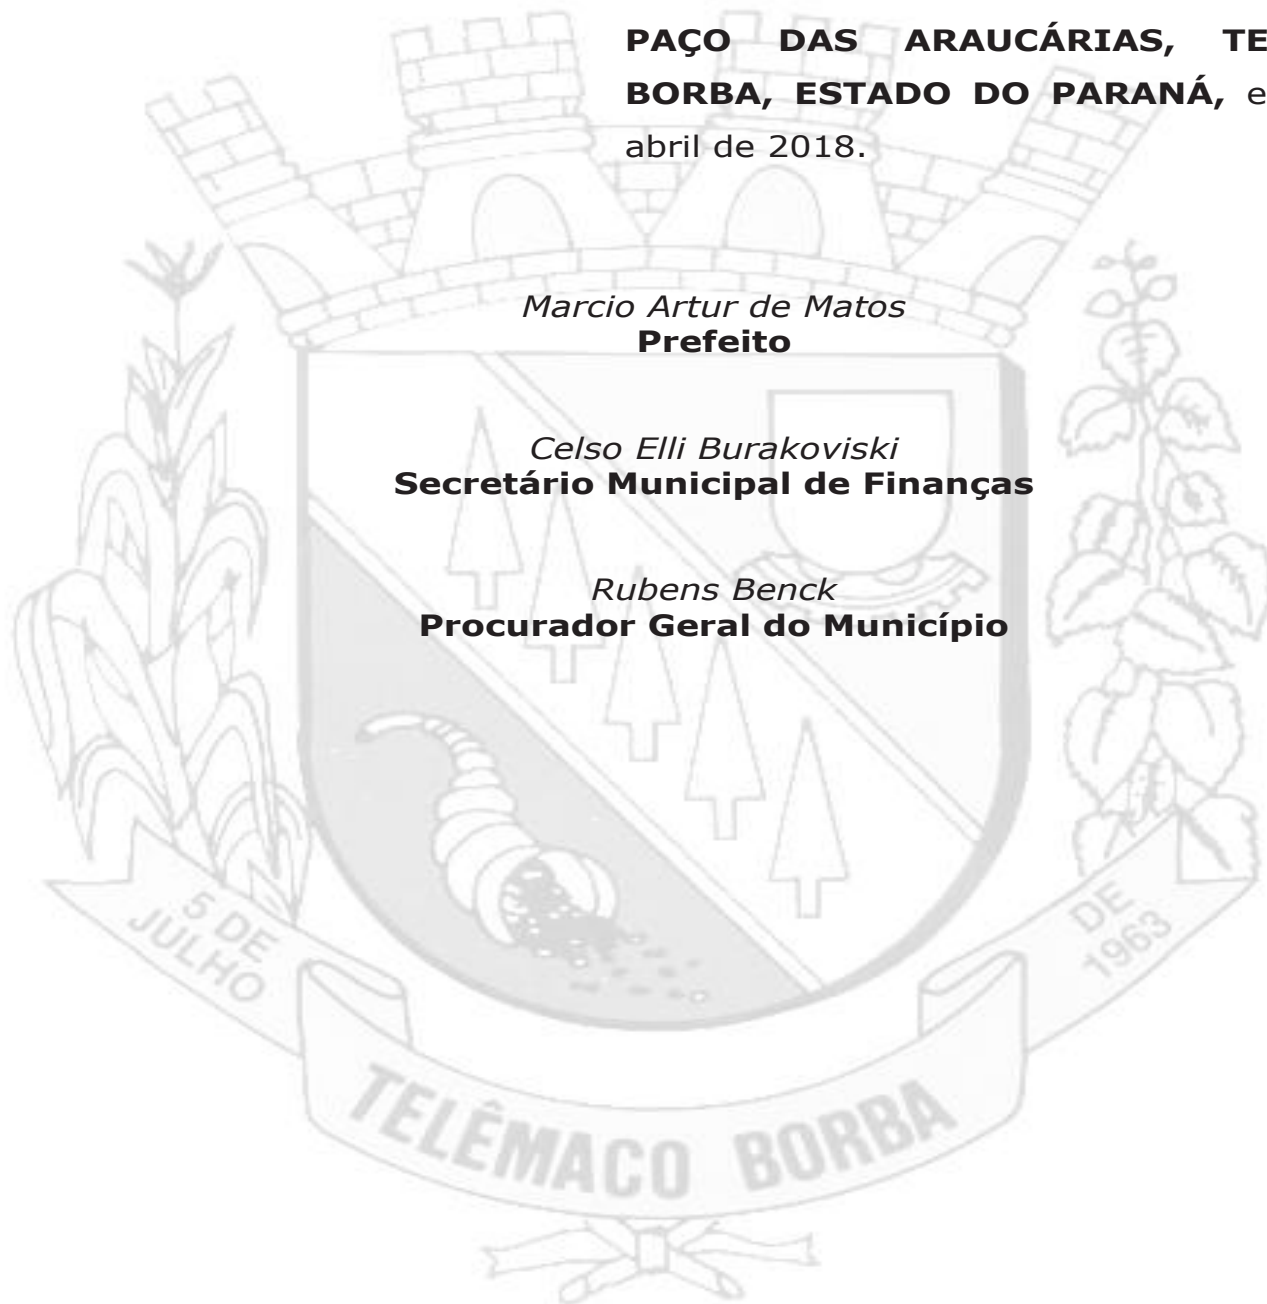 PAÇO DAS ARAUCÁRIAS, TE
BORBA, ESTADO DO PARANÁ, e
abril de 2018.
Marcio Artur de Matos
Prefeito
Celso Elli Burakoviski
Secretário Municipal de Finanças
Rubens Benck
Procurador Geral do Município
5 DE
JULHO
DE
1963
TELÊMACO BORBA